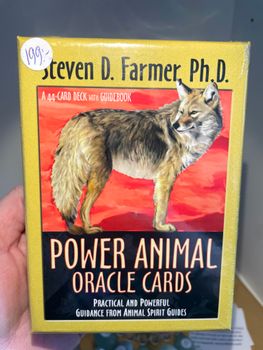 199:-
Steven D. Farmer, Ph.D.
A 44-CARD DECK WITH GUIDEBOOK
POWER ANIMAL
ORACLE CARDS
PRACTICAL AND POWERFUL
GUIDANCE FROM ANIMAL SPIRIT GUIDES